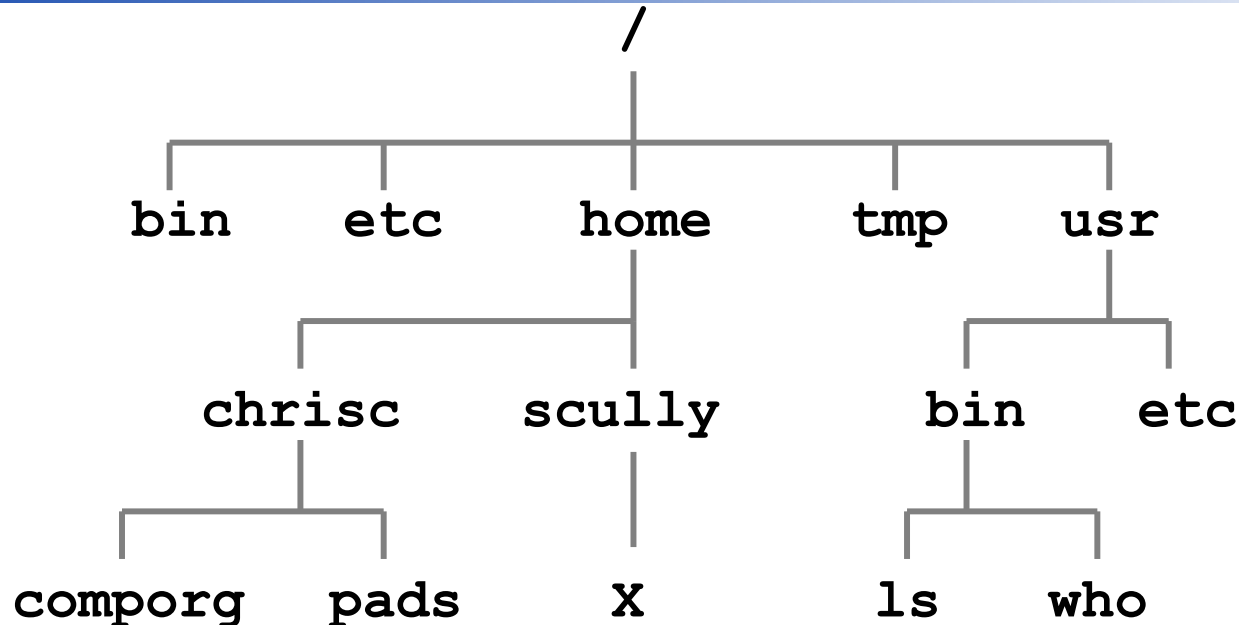 /
bin etc home tmp usr
chrisc scully bin etc
comporg pads X ls who